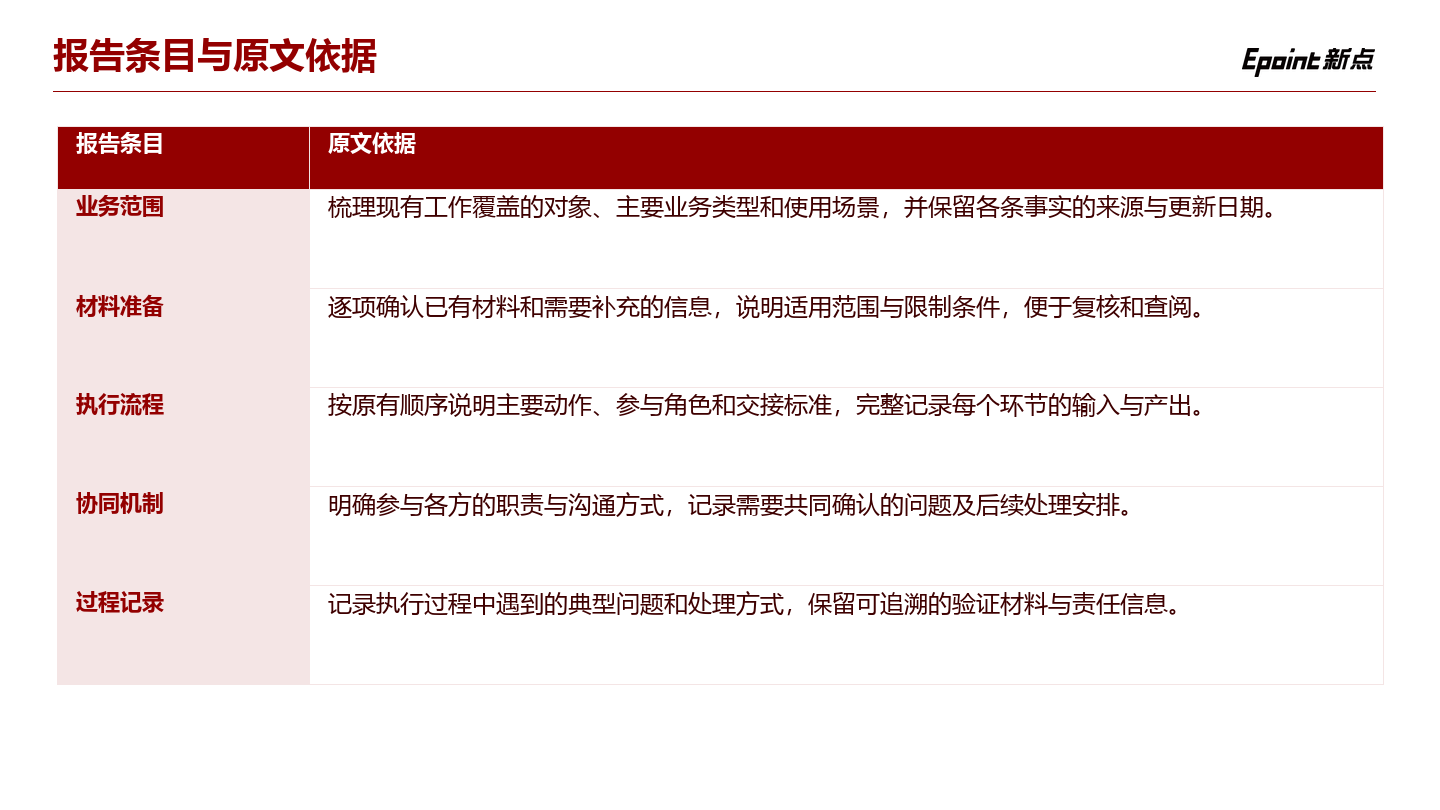 报告条目与原文依据
Epoint新点
报告条目
原文依据
业务范围
梳理现有工作覆盖的对象、主要业务类型和使用场景，并保留各条事实的来源与更新日期。
材料准备
逐项确认已有材料和需要补充的信息，说明适用范围与限制条件，便于复核和查阅。
执行流程
按原有顺序说明主要动作、参与角色和交接标准，完整记录每个环节的输入与产出。
协同机制
明确参与各方的职责与沟通方式，记录需要共同确认的问题及后续处理安排。
过程记录
记录执行过程中遇到的典型问题和处理方式，保留可追溯的验证材料与责任信息。